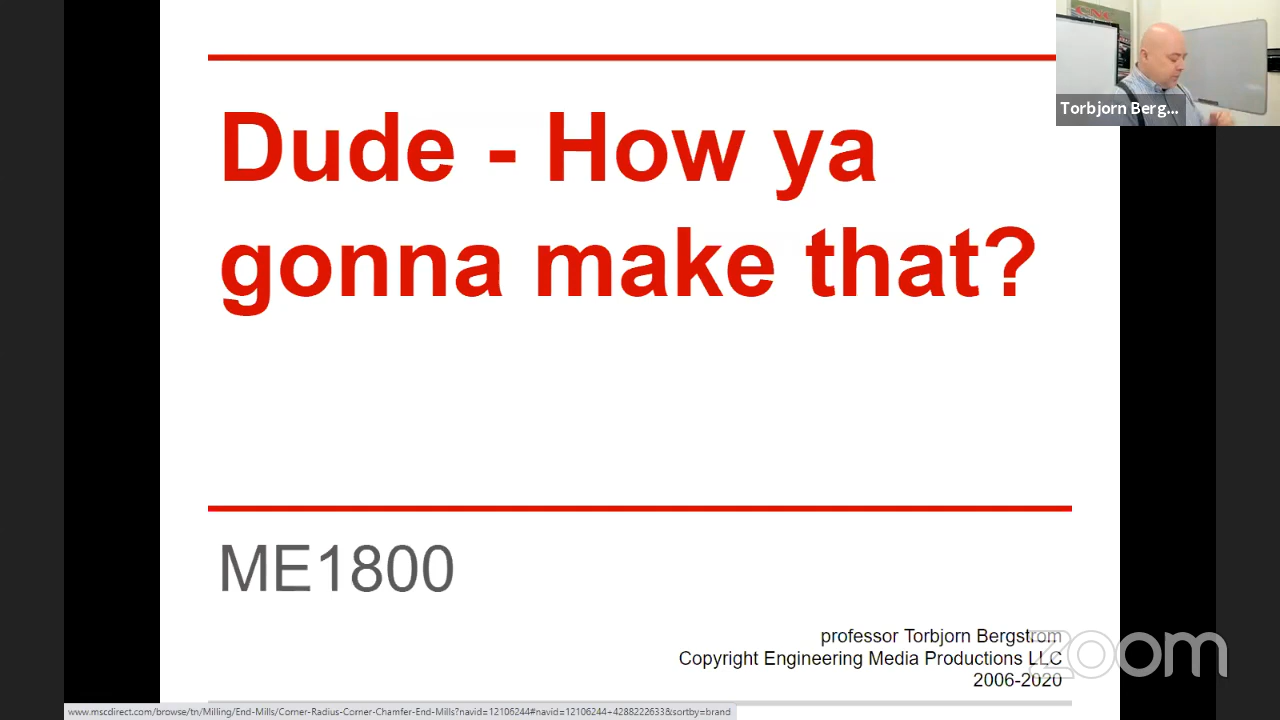 Torbjorn Berg...
Dude - How ya
gonna make that?
ME1800
professor Torbjorn Bergstrom
Copyright Engineering Media Productions LLC
2006-2020
zoom
www.mscdirect.com/browse/tn/Milling/End-Mills/Corner-Radius-Corner-Chamfer-End-Mills?navid=12106244#navid=12106244+4288222633&sortby=brand